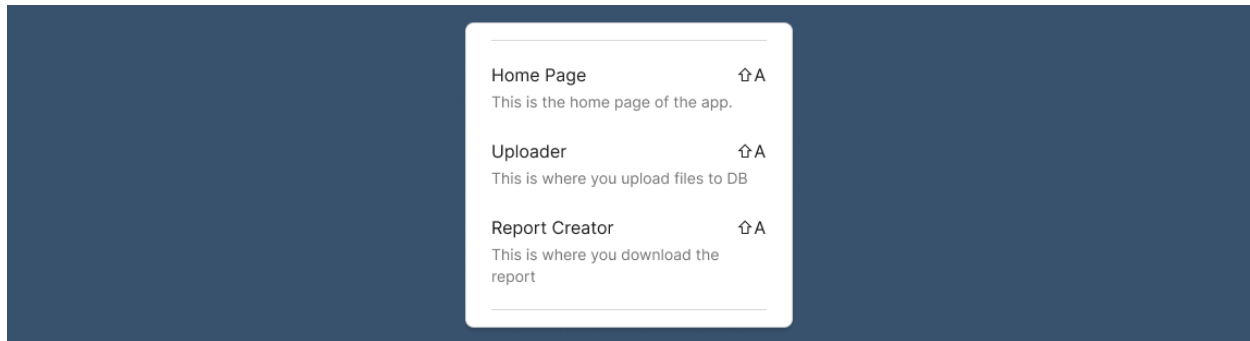 Home Page ⇧A
This is the home page of the app.
Uploader ⇧A
This is where you upload files to DB
Report Creator ⇧A
This is where you download the
report